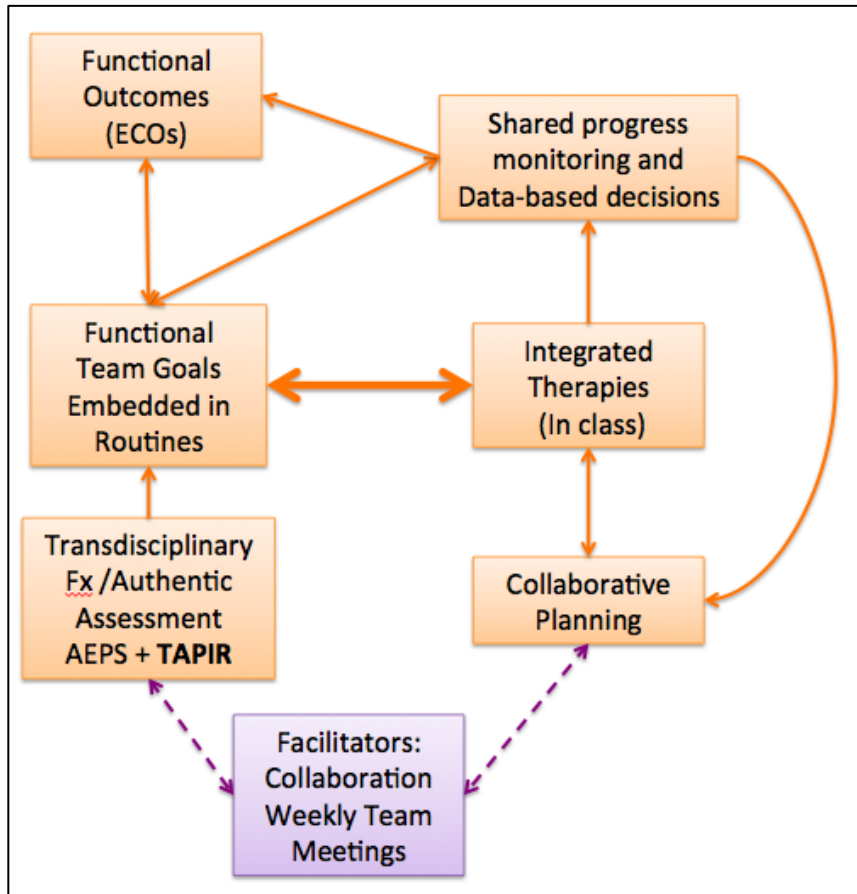 Functional
Outcomes
(ECOs)
Shared progress
monitoring and
Data-based decisions
Functional
Team Goals
Embedded in
Routines
Integrated
Therapies
(In class)
Transdisciplinary
Fx /Authentic
Assessment
AEPS + TAPIR
Collaborative
Planning
Facilitators:
Collaboration
Weekly Team
Meetings